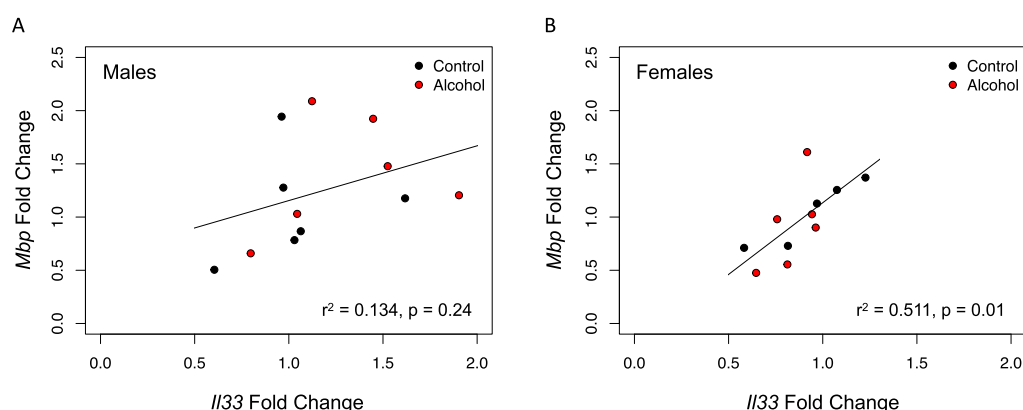 A
Males
Control
Alcohol
2.5
2.0
1.5
1.0
0.5
0.0
Mbp Fold Change
r² = 0.134, p = 0.24
0.0 0.5 1.0 1.5 2.0
Il33 Fold Change
B
Females
Control
Alcohol
2.5
2.0
1.5
1.0
0.5
0.0
Mbp Fold Change
r² = 0.511, p = 0.01
0.0 0.5 1.0 1.5 2.0
Il33 Fold Change